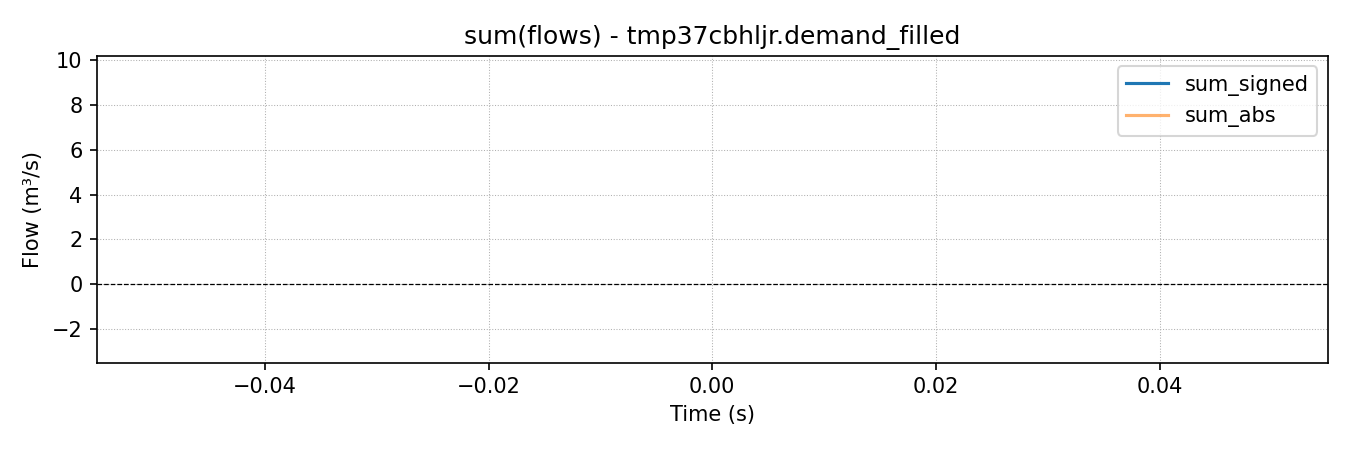 sum(flows) - tmp37cbhljr.demand_filled
10
8
6
4
2
0
−2
Flow (m³/s)
sum_signed
sum_abs
−0.04
−0.02
0.00
0.02
0.04
Time (s)